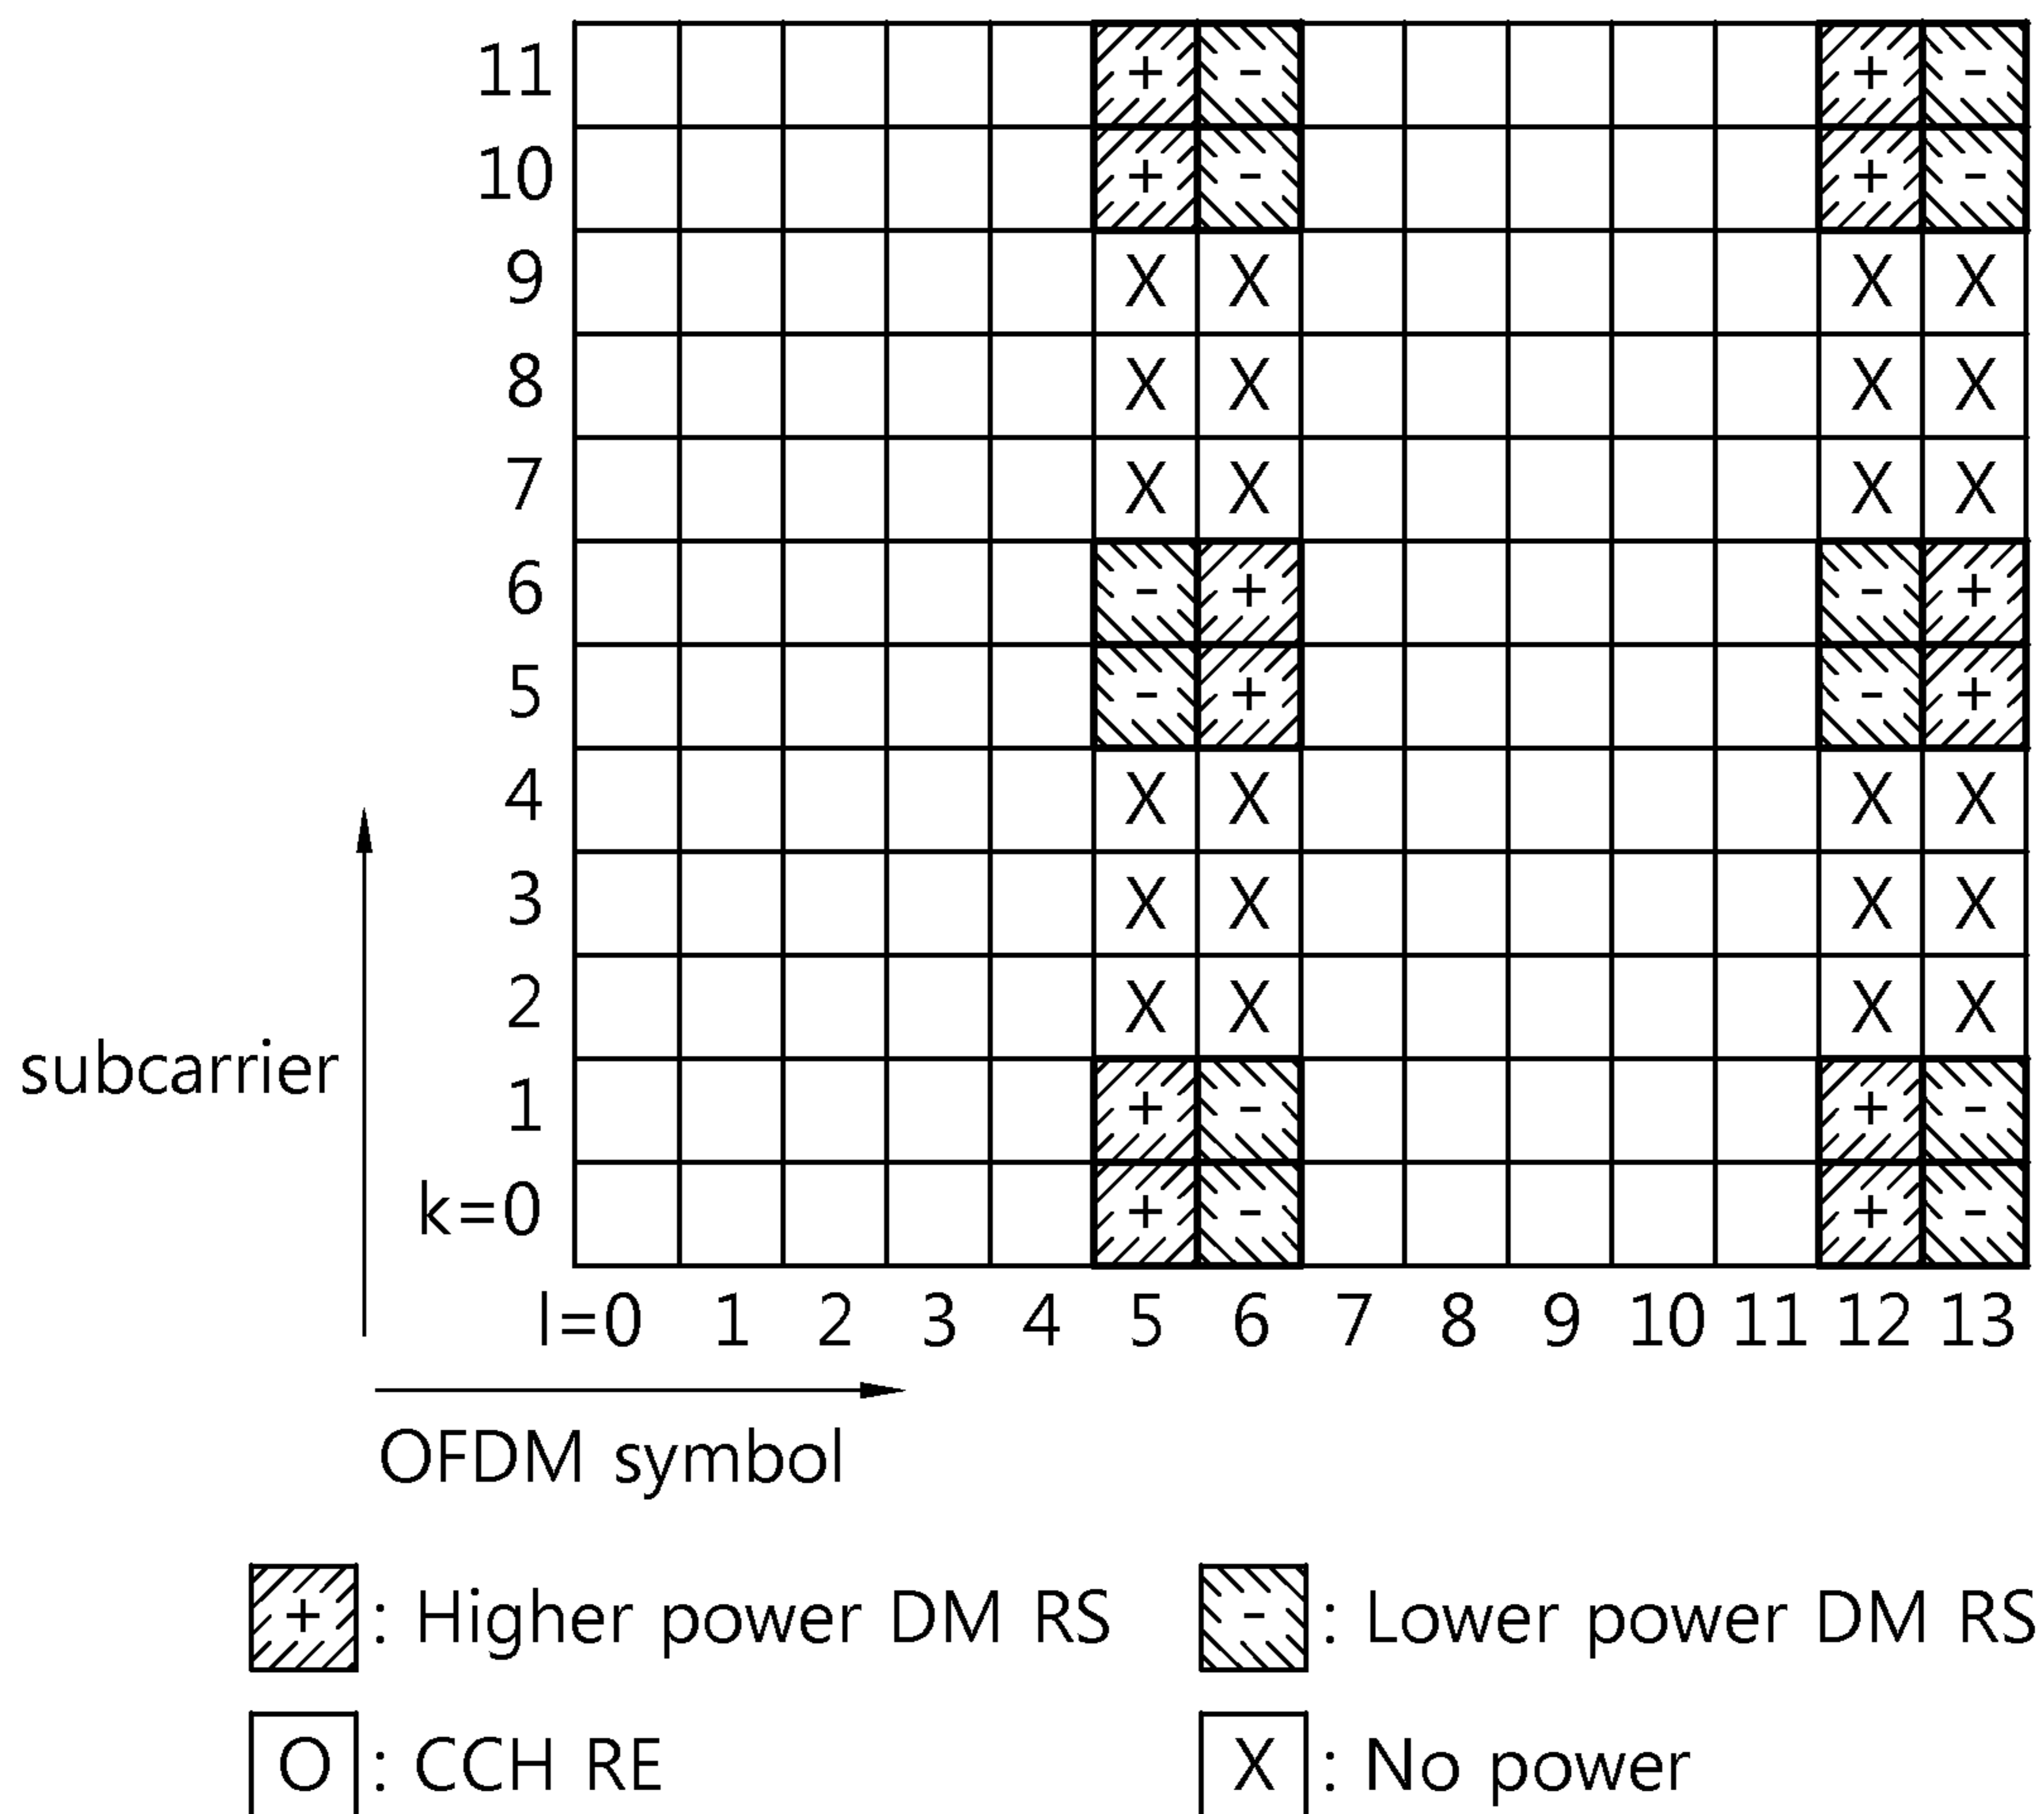 11 + - + -
10 + - + -
9 X X X X
8 X X X X
7 X X X X
6 - + - +
5 - + - +
4 X X X X
3 X X X X
2 X X X X
subcarrier
1 + - + -
k=0 + - + -
l=0 1 2 3 4 5 6 7 8 9 10 11 12 13
OFDM symbol
+ : Higher power DM RS
- : Lower power DM RS
O : CCH RE
X : No power